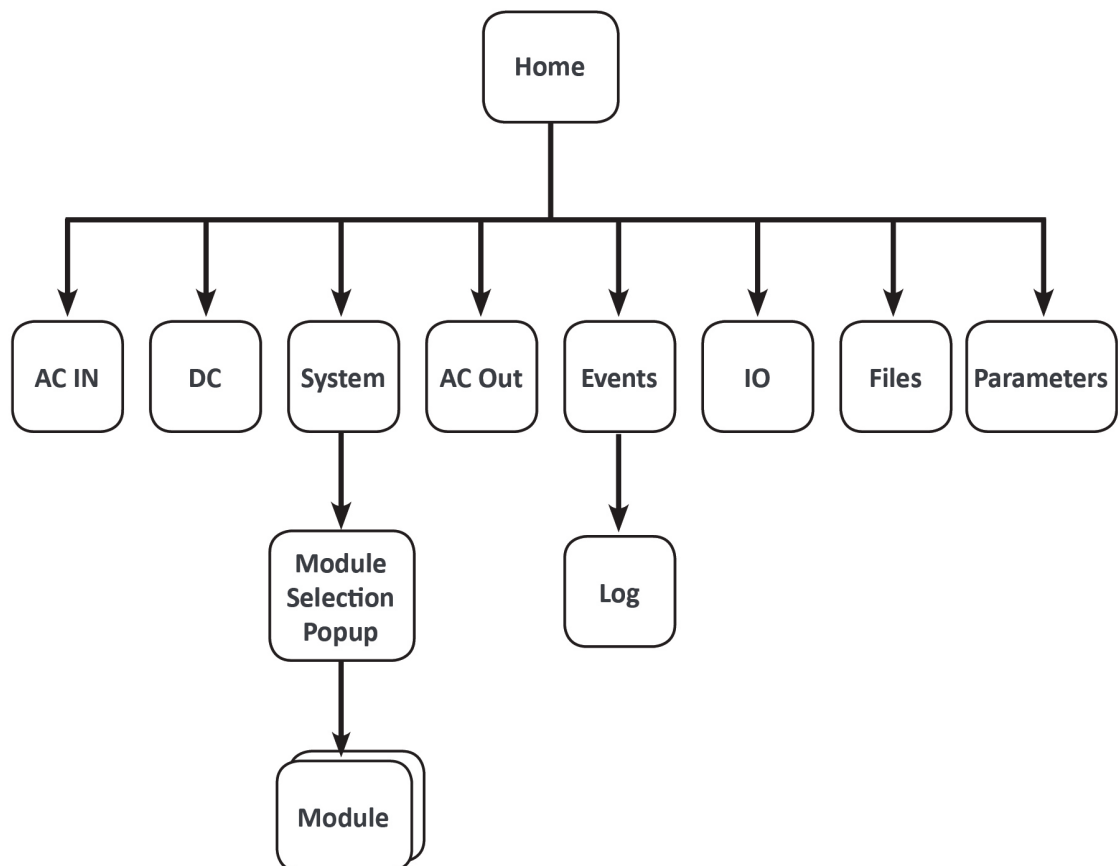 Home
AC IN
DC
System
AC Out
Events
IO
Files
Parameters
Module
Selection
Popup
Log
Module